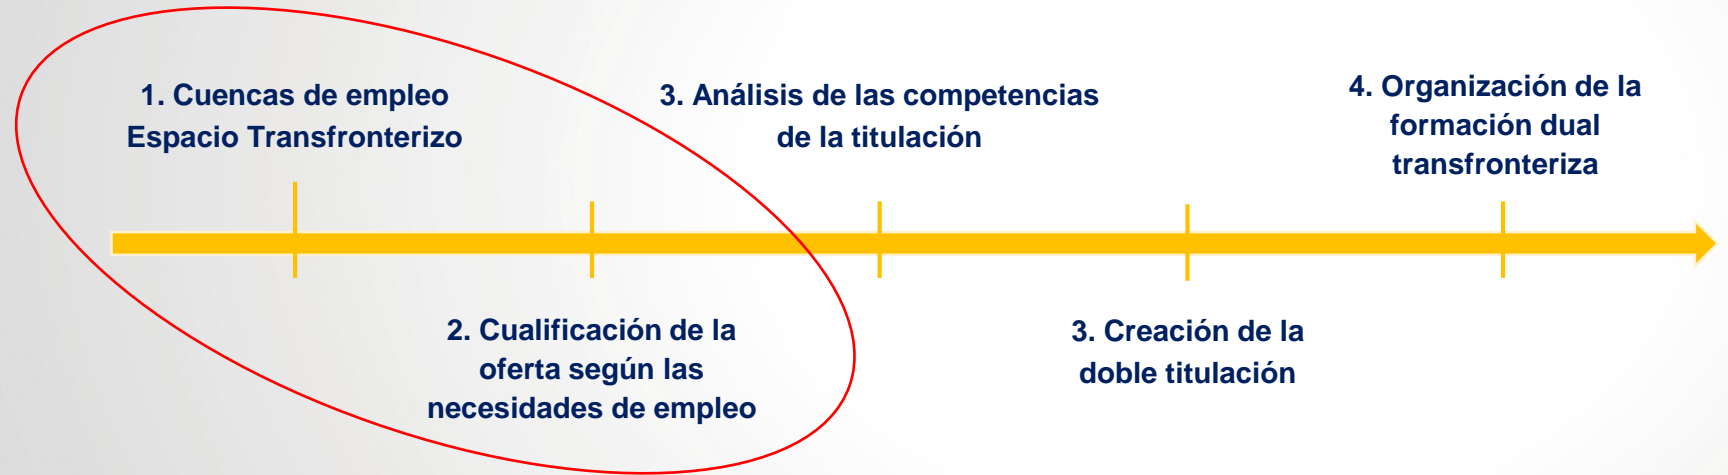 1. Cuencas de empleo
Espacio Transfronterizo
2. Cualificación de la
oferta según las
necesidades de empleo
3. Análisis de las competencias
de la titulación
3. Creación de la
doble titulación
4. Organización de la
formación dual
transfronteriza